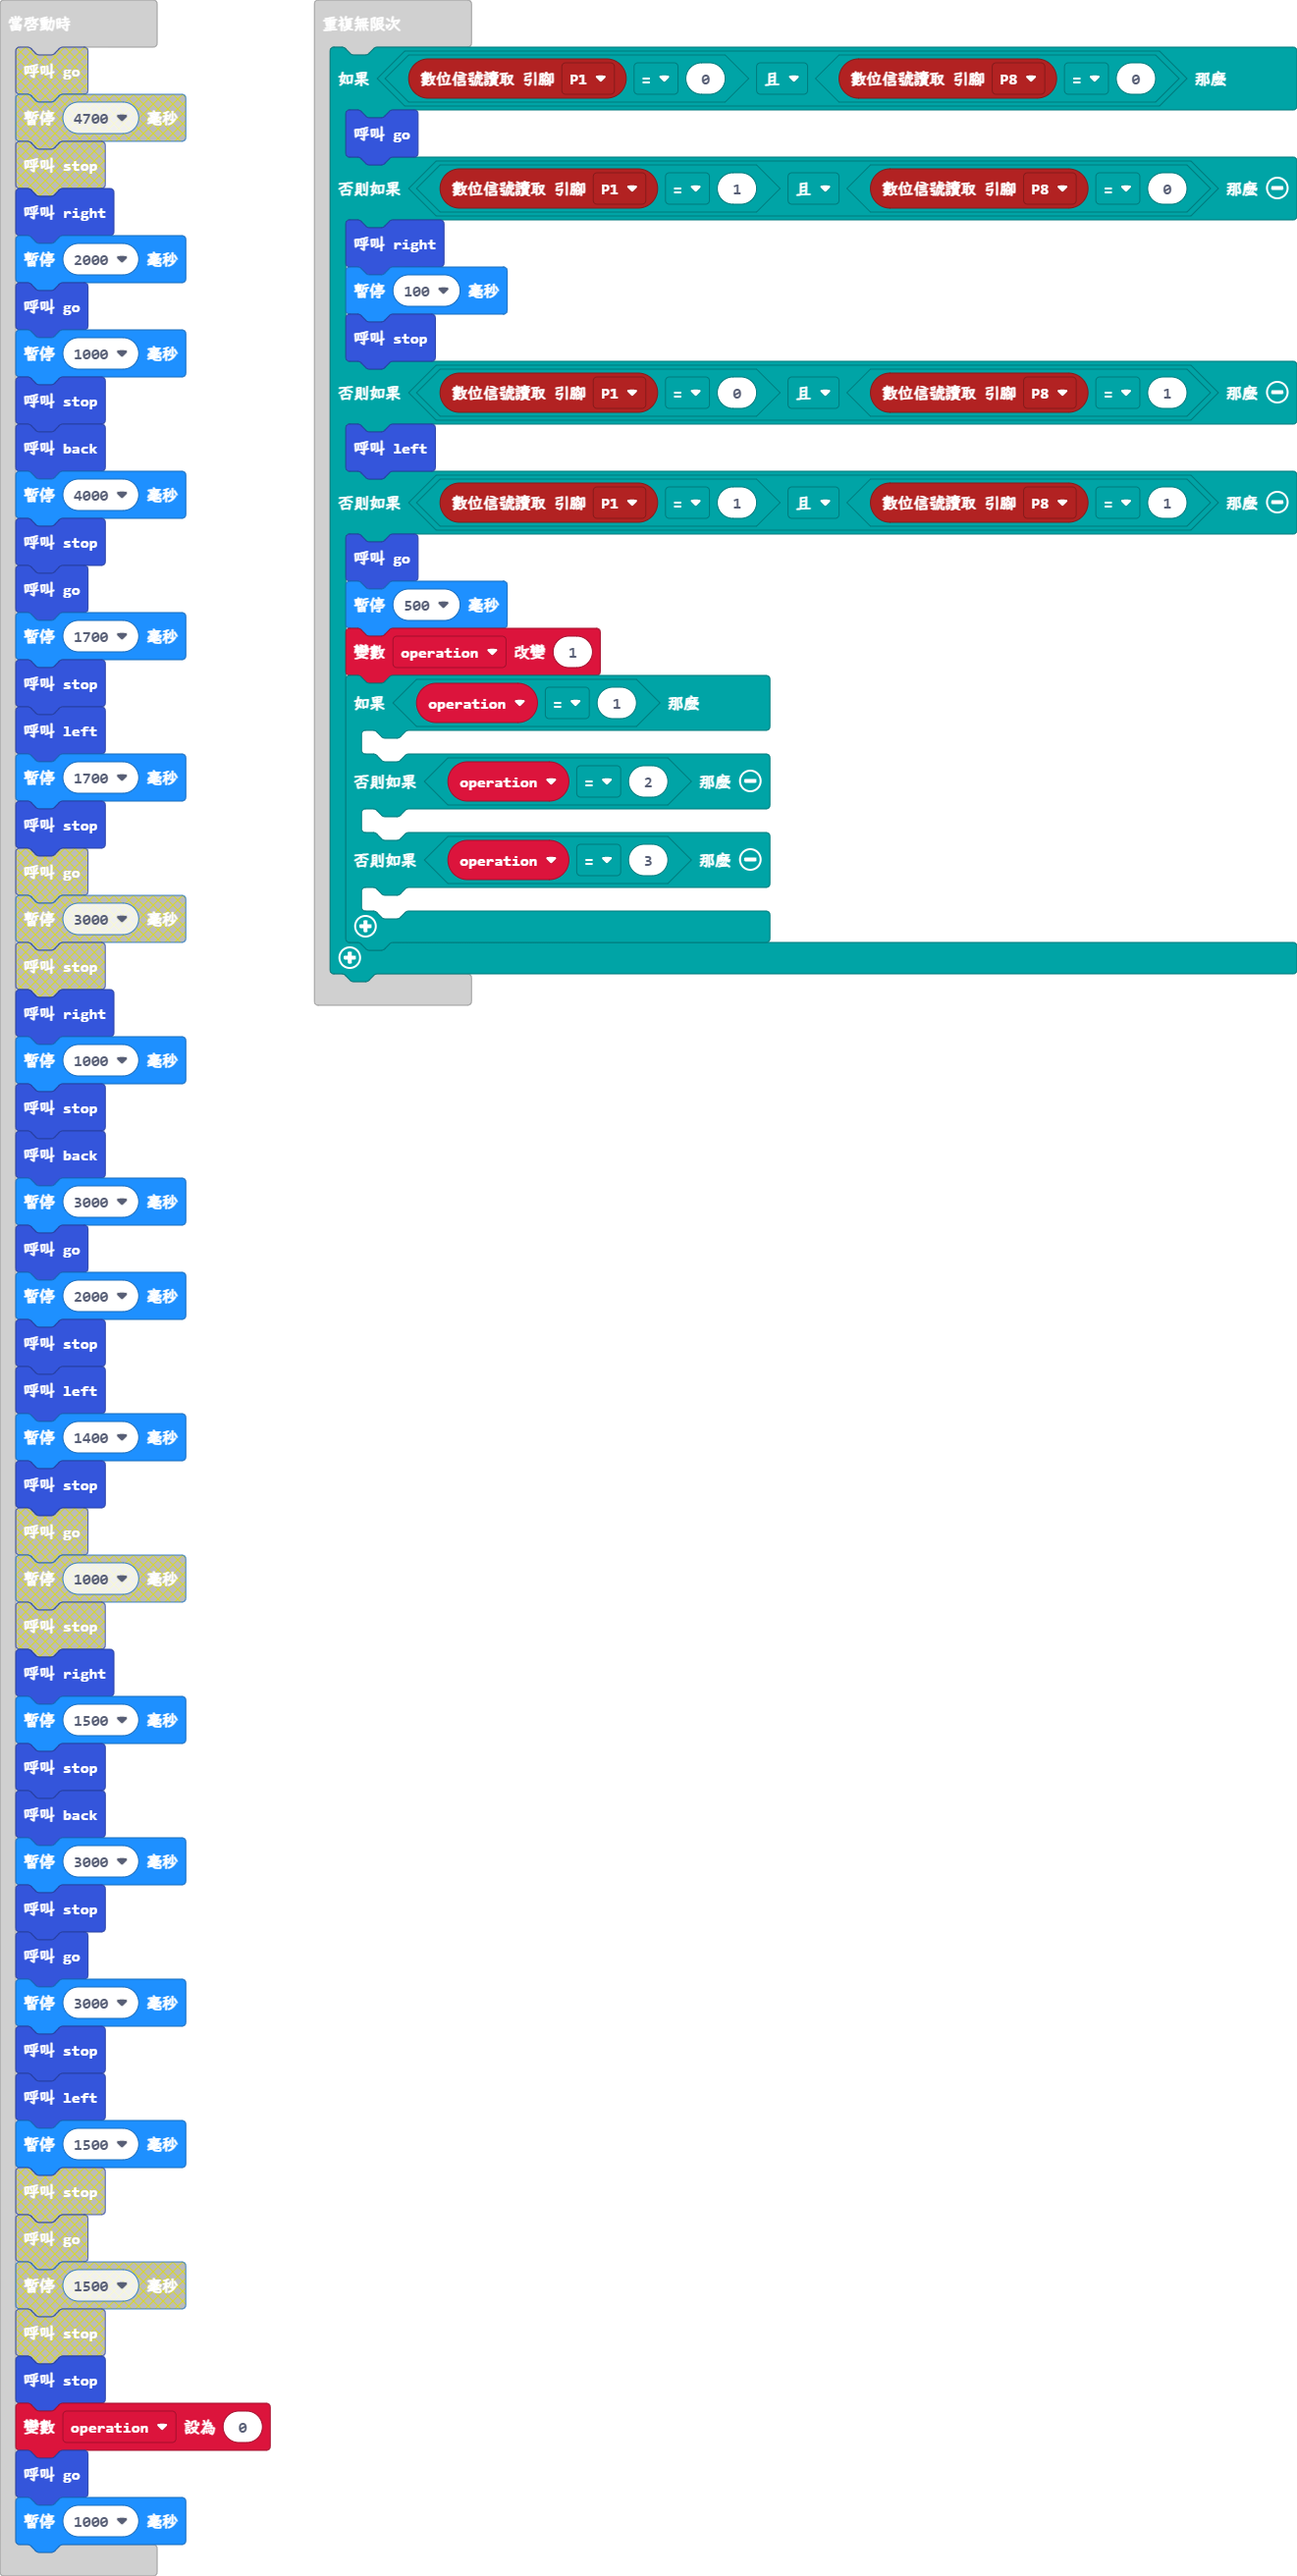 當啓動時
呼叫 go
暫停 4700 毫秒
呼叫 stop
呼叫 right
暫停 2000 毫秒
呼叫 go
暫停 1000 毫秒
呼叫 stop
呼叫 back
暫停 4000 毫秒
呼叫 stop
呼叫 go
暫停 1700 毫秒
呼叫 stop
呼叫 left
暫停 1700 毫秒
呼叫 stop
呼叫 go
暫停 3000 毫秒
呼叫 stop
呼叫 right
暫停 1000 毫秒
呼叫 stop
呼叫 back
暫停 3000 毫秒
呼叫 go
暫停 2000 毫秒
呼叫 stop
呼叫 left
暫停 1400 毫秒
呼叫 stop
呼叫 go
暫停 1000 毫秒
呼叫 stop
呼叫 right
暫停 1500 毫秒
呼叫 stop
呼叫 back
暫停 3000 毫秒
呼叫 stop
呼叫 go
暫停 3000 毫秒
呼叫 stop
呼叫 left
暫停 1500 毫秒
呼叫 stop
呼叫 go
暫停 1500 毫秒
呼叫 stop
呼叫 stop
變數 operation 設為 0
呼叫 go
暫停 1000 毫秒
重複無限次
如果 數位信號讀取 引腳 P1 = 0 且 數位信號讀取 引腳 P8 = 0 那麼
呼叫 go
否則如果 數位信號讀取 引腳 P1 = 1 且 數位信號讀取 引腳 P8 = 0 那麼
呼叫 right
暫停 100 毫秒
呼叫 stop
否則如果 數位信號讀取 引腳 P1 = 0 且 數位信號讀取 引腳 P8 = 1 那麼
呼叫 left
否則如果 數位信號讀取 引腳 P1 = 1 且 數位信號讀取 引腳 P8 = 1 那麼
呼叫 go
暫停 500 毫秒
變數 operation 改變 1
如果 operation = 1 那麼
否則如果 operation = 2 那麼
否則如果 operation = 3 那麼